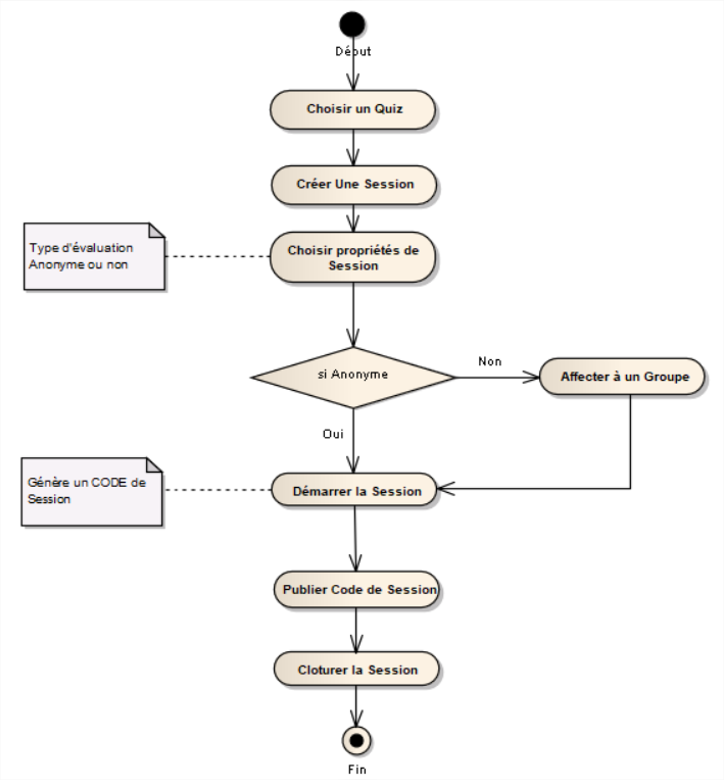 Début
Choisir un Quiz
Créer Une Session
Type d'évaluation
Anonyme ou non
Choisir propriétés de
Session
si Anonyme
Non
Affecter à un Groupe
Oui
Génère un CODE de
Session
Démarrer la Session
Publier Code de Session
Cloturer la Session
Fin